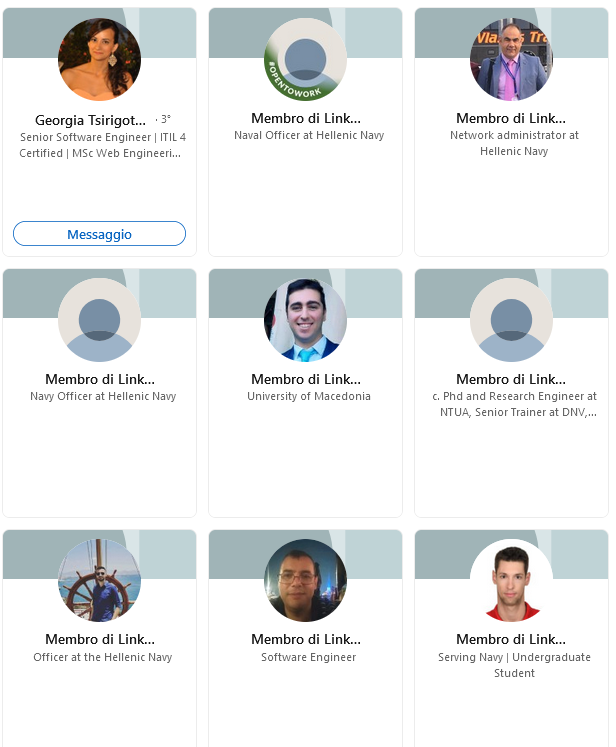 Georgia Tsirigot... · 3°
Senior Software Engineer | ITIL 4
Certified | MSc Web Engineeri...
Messaggio
#OPENTOWORK
Membro di Link...
Naval Officer at Hellenic Navy
Membro di Link...
Network administrator at
Hellenic Navy
Membro di Link...
Navy Officer at Hellenic Navy
Membro di Link...
University of Macedonia
Membro di Link...
c. Phd and Research Engineer at
NTUA, Senior Trainer at DNV,...
Membro di Link...
Officer at the Hellenic Navy
Membro di Link...
Software Engineer
Membro di Link...
Serving Navy | Undergraduate
Student